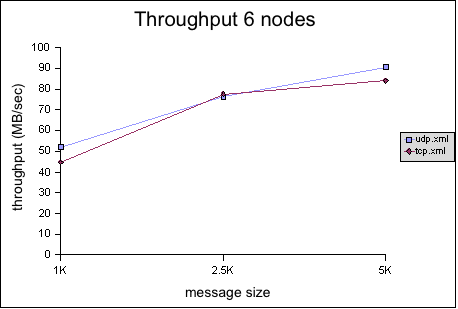 Throughput 6 nodes
100
90
80
70
60
50
40
30
20
10
0
throughput (MB/sec)
1K 2.5K 5K
message size
udp.xml
tcp.xml